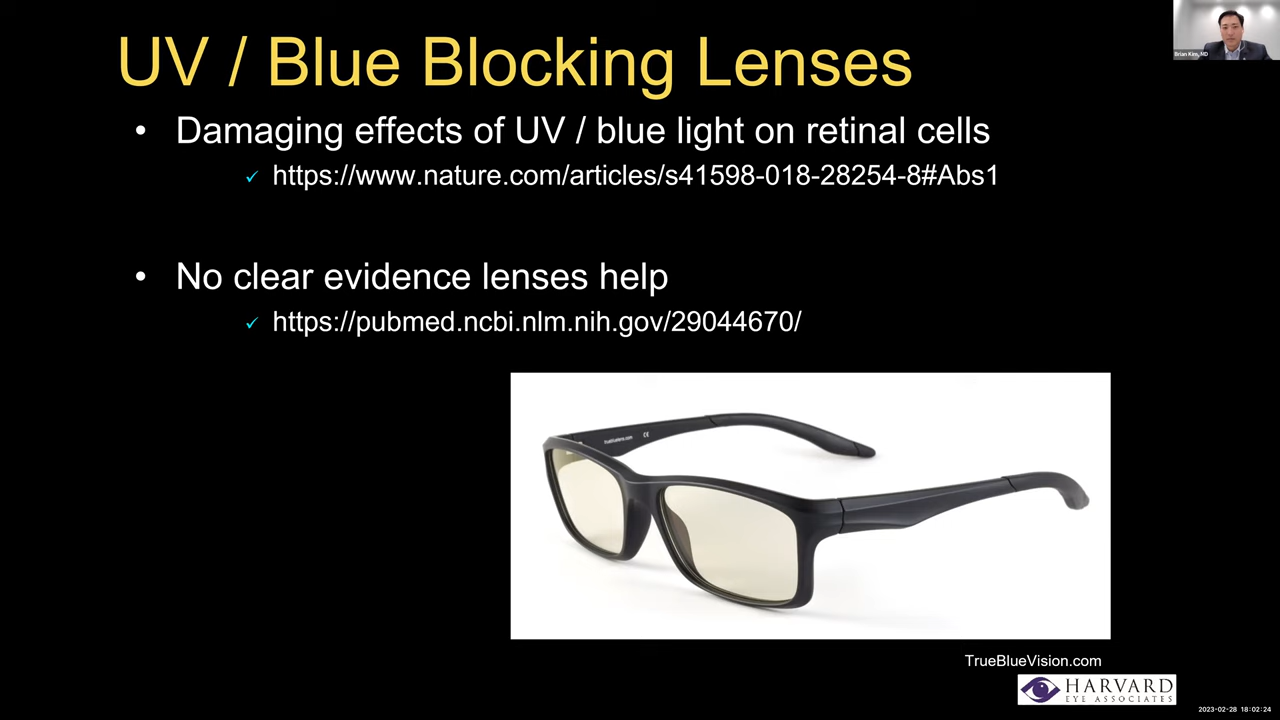 UV / Blue Blocking Lenses
Brian Kim, MD
• Damaging effects of UV / blue light on retinal cells
✓ https://www.nature.com/articles/s41598-018-28254-8#Abs1
• No clear evidence lenses help
✓ https://pubmed.ncbi.nlm.nih.gov/29044670/
TrueBlueVision.com
HARVARD
EYE ASSOCIATES
2023-02-28 18:02:24